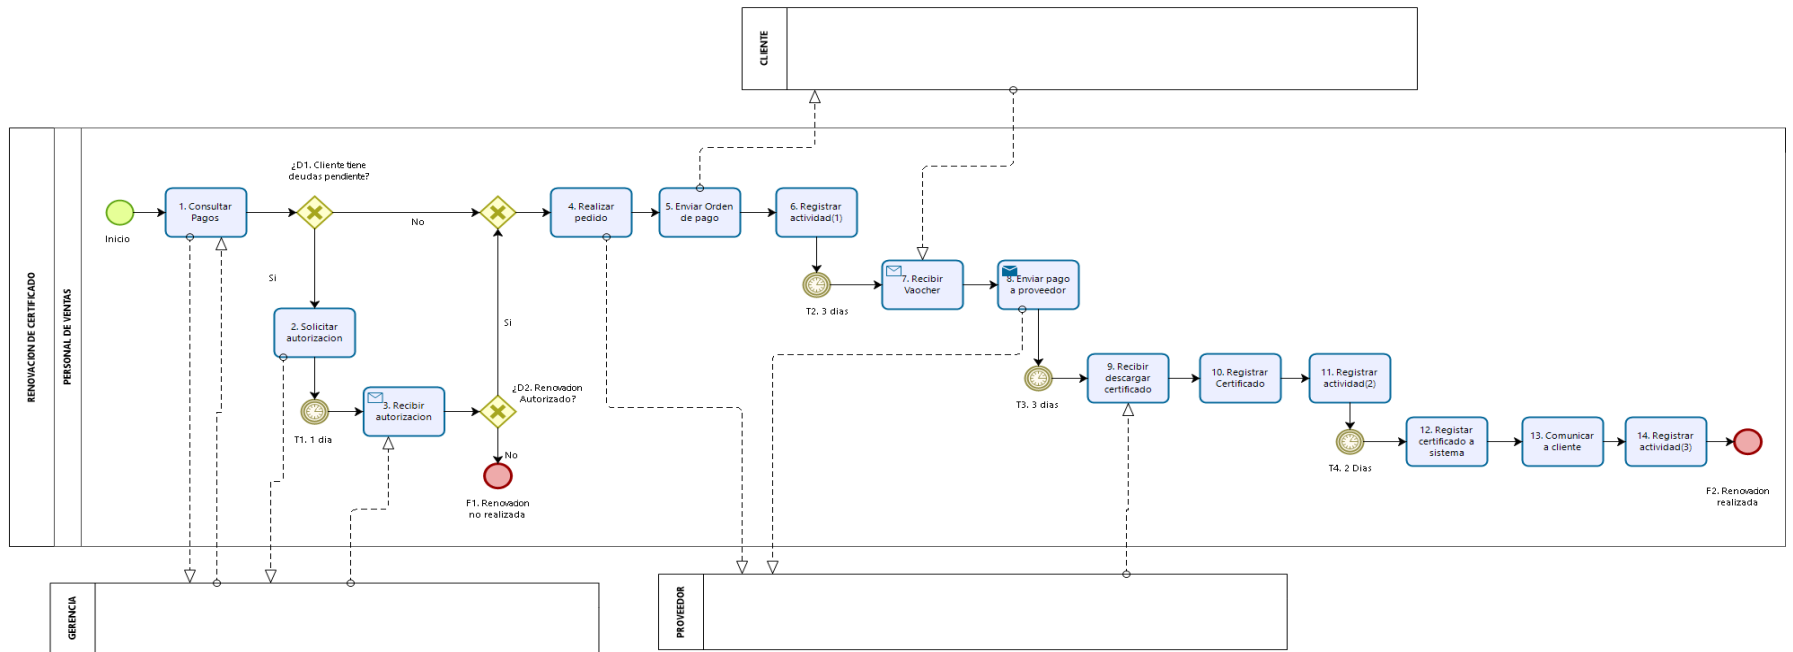 CLIENTE
RENOVACION DE CERTIFICADO
PERSONAL DE VENTAS
¿D1. Cliente tiene
deudas pendiente?
Inicio
1. Consultar
Pagos
No
Si
2. Solicitar
autorizacion
T1. 1 dia
3. Recibir
autorizacion
Si
¿D2. Renovacion
Autorizado?
No
F1. Renovacion
no realizada
4. Realizar
pedido
5. Enviar Orden
de pago
6. Registrar
actividad(1)
T2. 3 dias
7. Recibir
Vaocher
8. Enviar pago
a proveedor
T3. 3 dias
9. Recibir
descargar
certificado
10. Registrar
Certificado
11. Registrar
actividad(2)
T4. 2 Dias
12. Registar
certificado a
sistema
13. Comunicar
a cliente
14. Registrar
actividad(3)
F2. Renovacion
realizada
GERENCIA
PROVEEDOR